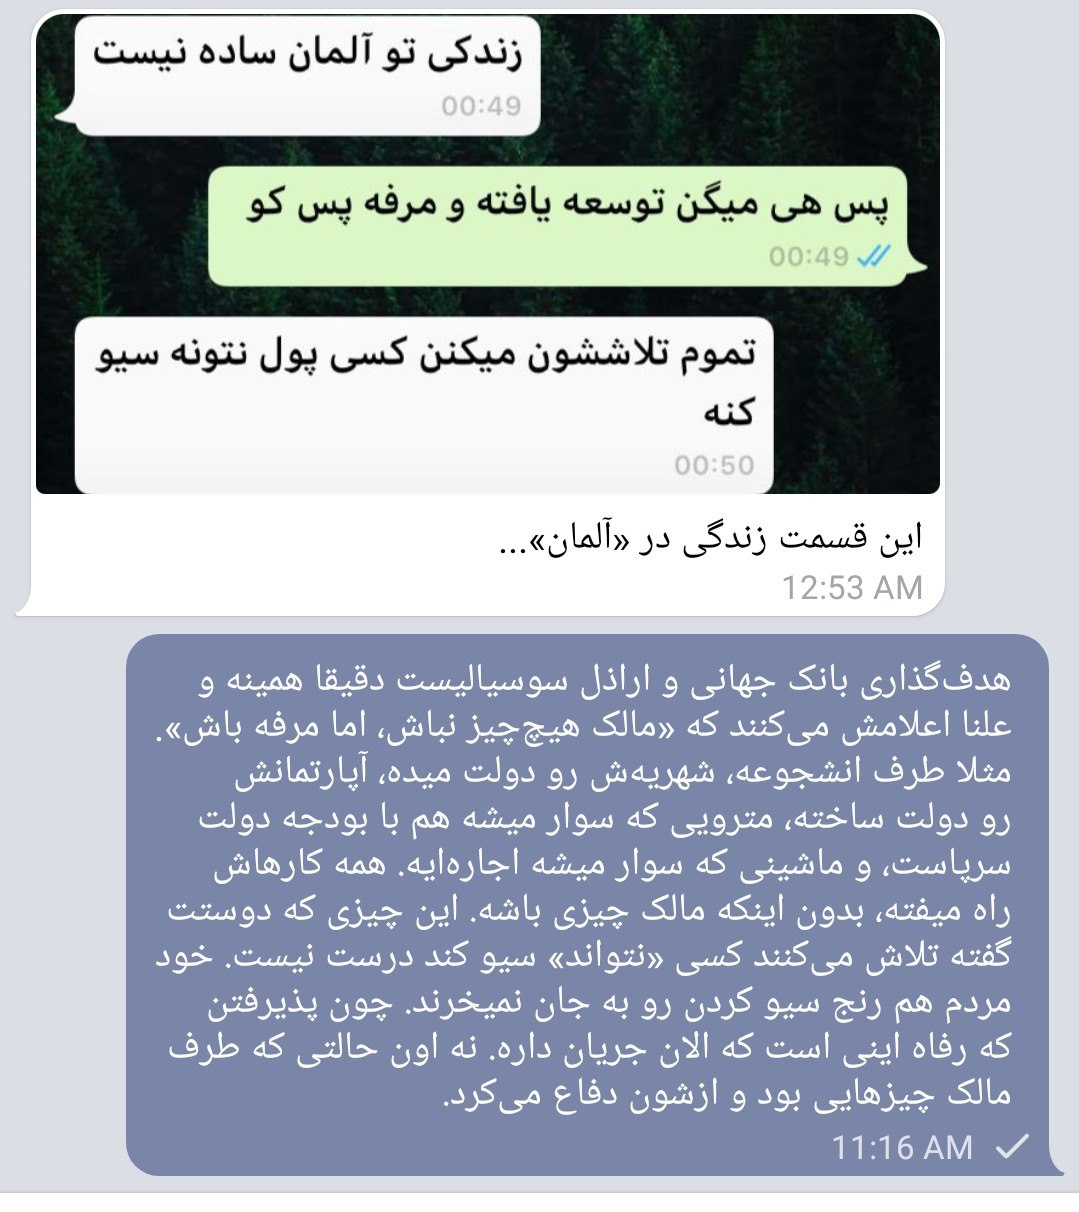 زندکی تو آلمان ساده نیست
00:49
پس هی میگن توسعه یافته و مرفه پس کو
00:49
تموم تلاششون میکنن کسی پول نتونه سیو
کنه
00:50
این قسمت زندگی در «آلمان»...
12:53 AM
هدف‌گذاری بانک جهانی و اراذل سوسیالیست دقیقا همینه و
علنا اعلامش می‌کنند که «مالک هیچ‌چیز نباش، اما مرفه باش».
مثلا طرف انشجوعه، شهریه‌ش رو دولت میده، آپارتمانش
رو دولت ساخته، مترویی که سوار میشه هم با بودجه دولت
سرپاست، و ماشینی که سوار میشه اجاره‌ایه. همه کارهاش
راه میفته، بدون اینکه مالک چیزی باشه. این چیزی که دوستت
گفته تلاش می‌کنند کسی «نتواند» سیو کند درست نیست. خود
مردم هم رنج سیو کردن رو به جان نمیخرند. چون پذیرفتن
که رفاه اینی است که الان جریان داره. نه اون حالتی که طرف
مالک چیزهایی بود و ازشون دفاع می‌کرد.
11:16 AM